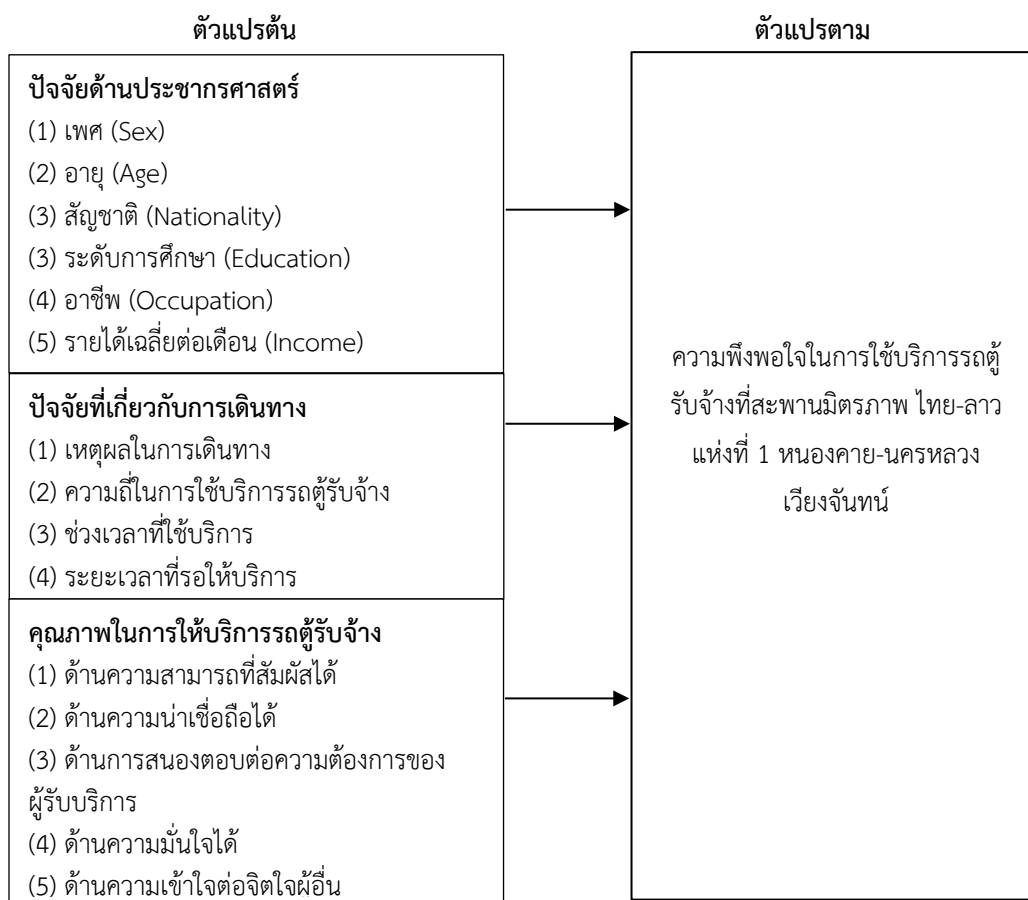 ตัวแปรต้น
ตัวแปรตาม
ปัจจัยด้านประชากรศาสตร์
(1) เพศ (Sex)
(2) อายุ (Age)
(3) สัญชาติ (Nationality)
(3) ระดับการศึกษา (Education)
(4) อาชีพ (Occupation)
(5) รายได้เฉลี่ยต่อเดือน (Income)
ปัจจัยที่เกี่ยวกับการเดินทาง
(1) เหตุผลในการเดินทาง
(2) ความถี่ในการใช้บริการรถตู้รับจ้าง
(3) ช่วงเวลาที่ใช้บริการ
(4) ระยะเวลาที่รอให้บริการ
คุณภาพในการให้บริการรถตู้รับจ้าง
(1) ด้านความสามารถที่สัมผัสได้
(2) ด้านความน่าเชื่อถือได้
(3) ด้านการสนองตอบต่อความต้องการของ
ผู้รับบริการ
(4) ด้านความมั่นใจได้
(5) ด้านความเข้าใจต่อจิตใจผู้อื่น
ความพึงพอใจในการใช้บริการรถตู้
รับจ้างที่สะพานมิตรภาพ ไทย-ลาว
แห่งที่ 1 หนองคาย-นครหลวง
เวียงจันทน์